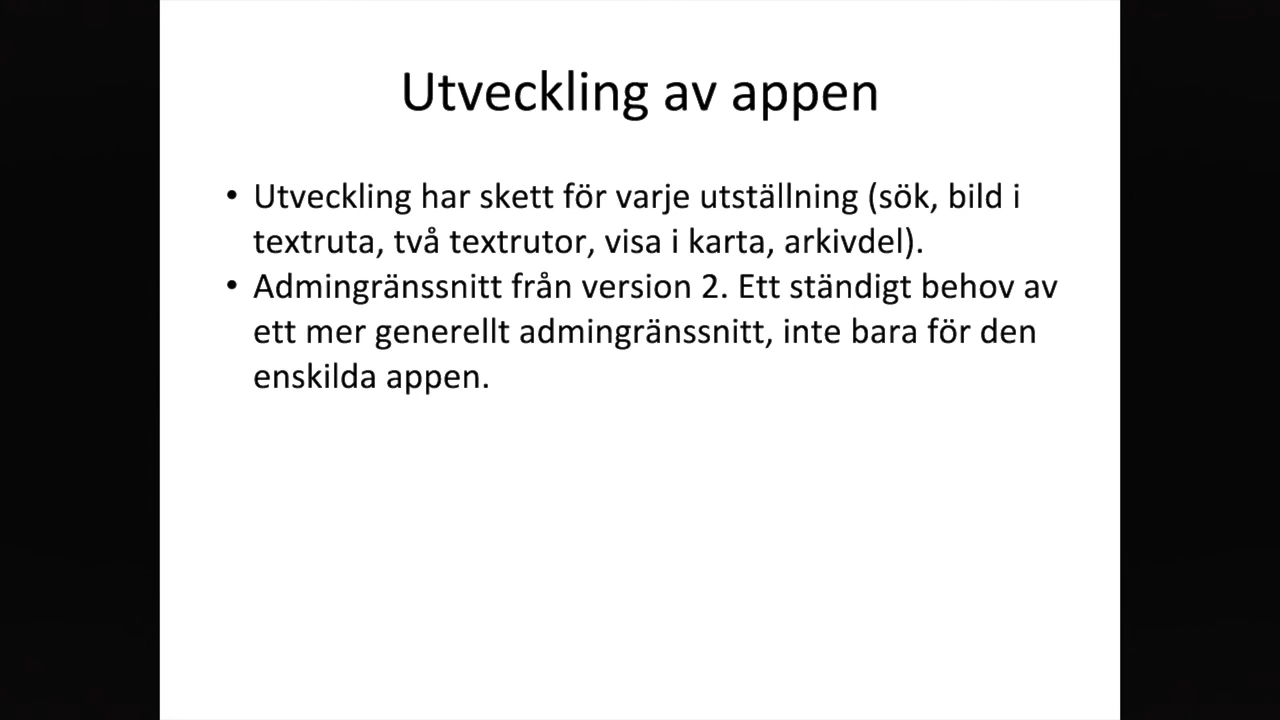 Utveckling av appen
• Utveckling har skett för varje utställning (sök, bild i
textruta, två textrutor, visa i karta, arkivdel).
• Admingränssnitt från version 2. Ett ständigt behov av
ett mer generellt admingränssnitt, inte bara för den
enskilda appen.